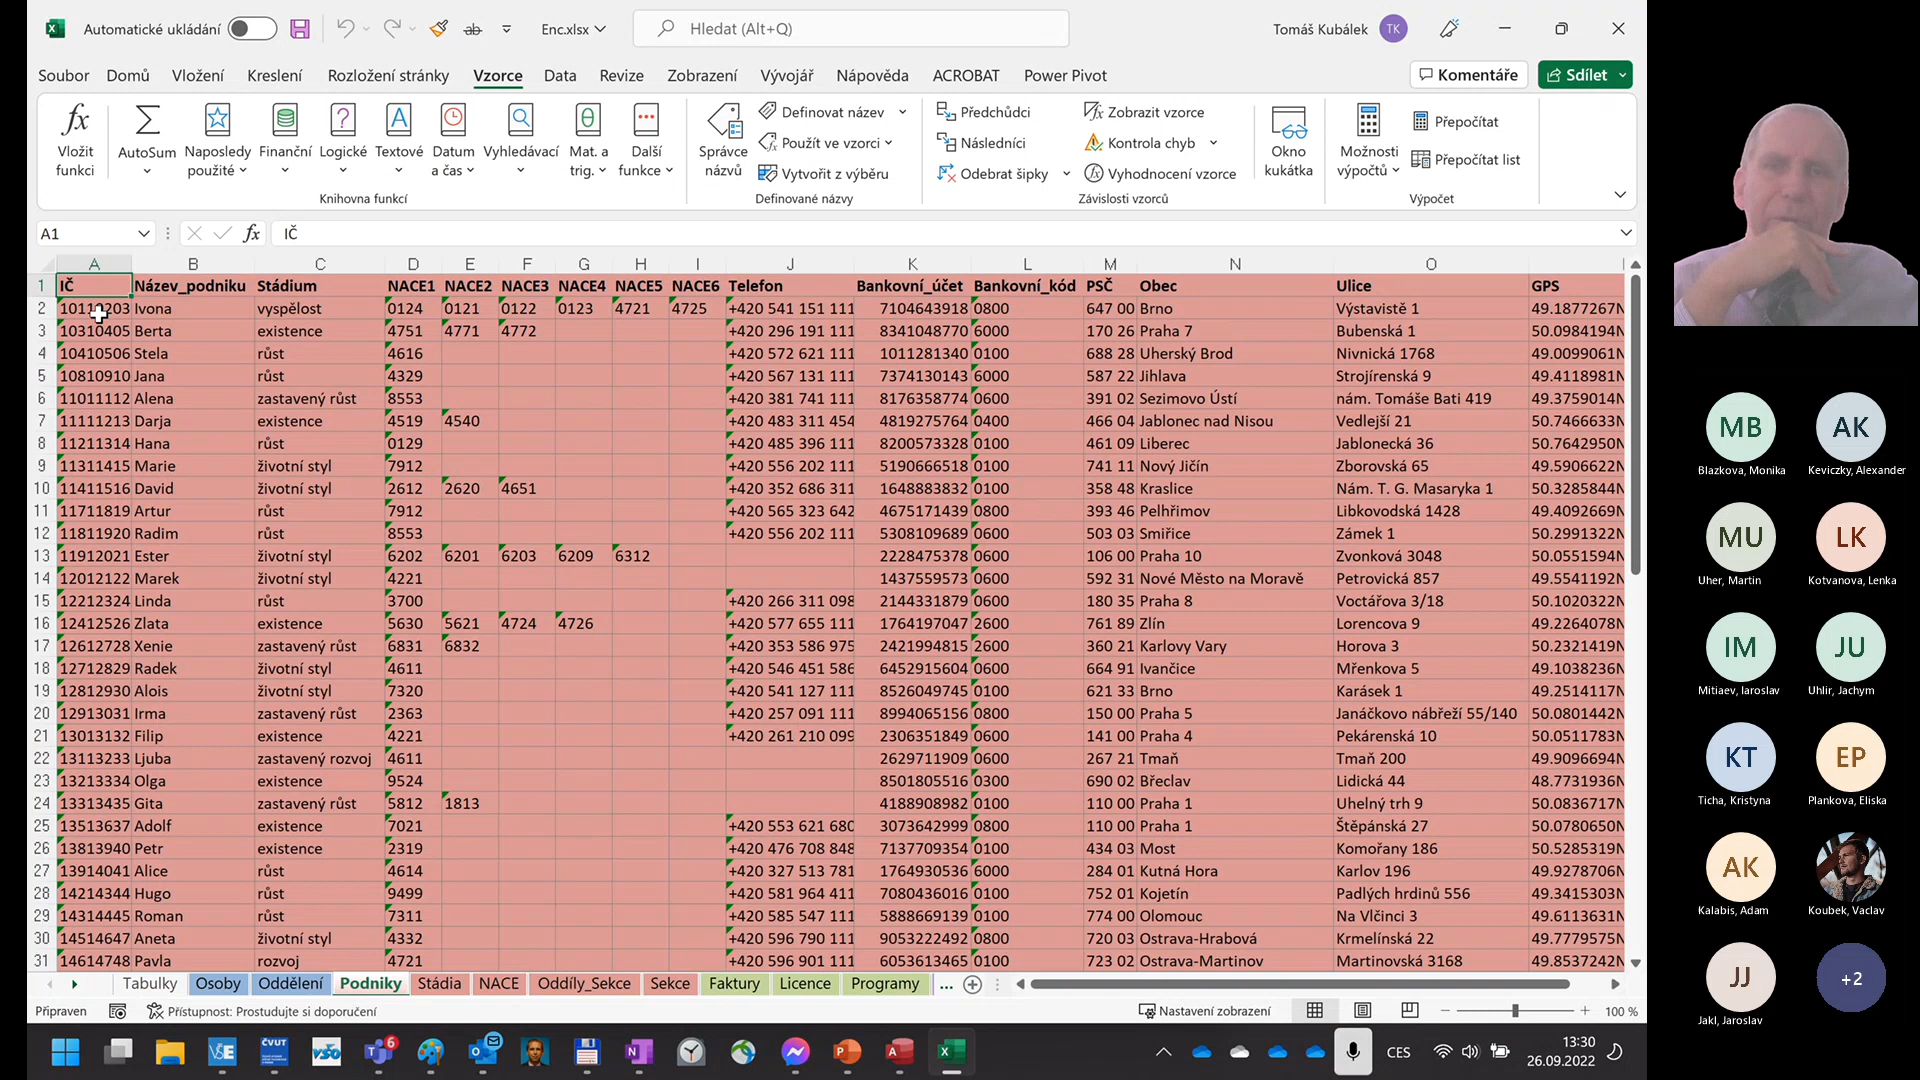 Automatické ukládání Enc.xlsx Hledat (Alt+Q) Tomáš Kubálek TK
Soubor Domů Vložení Kreslení Rozložení stránky Vzorce Data Revize Zobrazení Vývojář Nápověda ACROBAT Power Pivot Komentáře Sdílet
Vložit funkci AutoSum Naposledy použité Finanční Logické Textové Datum a čas Vyhledávací Mat. a trig. Další funkce
Knihovna funkcí
Správce názvů Definovat název Použít ve vzorci Vytvořit z výběru
Definované názvy
Předchůdci Následníci Odebrat šipky Zobrazit vzorce Kontrola chyb Vyhodnocení vzorce
Závislosti vzorců
Okno kukátka
Možnosti výpočtů Přepočítat Přepočítat list
Výpočet
A1 fx IČ
A B C D E F G H I J K L M N O
1 IČ Název_podniku Stádium NACE1 NACE2 NACE3 NACE4 NACE5 NACE6 Telefon Bankovní_účet Bankovní_kód PSČ Obec Ulice GPS
2 Ivona vyspělost 0124 0121 0122 0123 4721 4725 +420 541 151 111 7104643918 0800 647 00 Brno Výstaviště 1 49.1877267N
3 10310405 Berta existence 4751 4771 4772 +420 296 191 111 8341048770 6000 170 26 Praha 7 Bubenská 1 50.0984194N
4 10410506 Stela růst 4616 +420 572 621 111 1011281340 0100 688 28 Uherský Brod Nivnická 1768 49.0099061N
5 10810910 Jana růst 4329 +420 567 131 111 7374130143 6000 587 22 Jihlava Strojírenská 9 49.4118981N
6 11011112 Alena zastavený růst 8553 +420 381 741 111 8176358774 0600 391 02 Sezimovo Ústí nám. Tomáše Bati 419 49.3759014N
7 11111213 Darja existence 4519 4540 +420 483 311 454 4819275764 0400 466 04 Jablonec nad Nisou Vedlejší 21 50.7466633N
8 11211314 Hana růst 0129 +420 485 396 111 8200573328 0100 461 09 Liberec Jablonecká 36 50.7642950N
9 11311415 Marie životní styl 7912 +420 556 202 111 5190666518 0100 741 11 Nový Jičín Zborovská 65 49.5906622N
10 11411516 David životní styl 2612 2620 4651 +420 352 686 311 1648883832 0100 358 48 Kraslice Nám. T. G. Masaryka 1 50.3285844N
11 11711819 Artur růst 7912 +420 565 323 642 4675171439 0800 393 46 Pelhřimov Libkovodská 1428 49.4092669N
12 11811920 Radim růst 8553 +420 556 202 111 5308109689 0600 503 03 Smiřice Zámek 1 50.2991322N
13 11912021 Ester životní styl 6202 6201 6203 6209 6312 2228475378 0600 106 00 Praha 10 Zvonková 3048 50.0551594N
14 12012122 Marek životní styl 4221 1437559573 0600 592 31 Nové Město na Moravě Petrovická 857 49.5541192N
15 12212324 Linda růst 3700 +420 266 311 098 2144331879 0600 180 35 Praha 8 Voctářova 3/18 50.1020322N
16 12412526 Zlata existence 5630 5621 4724 4726 +420 577 655 111 1764197047 2600 761 89 Zlín Lorencova 9 49.2264078N
17 12612728 Xenie zastavený růst 6831 6832 +420 353 586 975 2421994815 2600 360 21 Karlovy Vary Horova 3 50.2321419N
18 12712829 Radek životní styl 4611 +420 546 451 586 6452915604 0600 664 91 Ivančice Mřenkova 5 49.1038236N
19 12812930 Alois životní styl 7320 +420 541 127 111 8526049745 0100 621 33 Brno Karásek 1 49.2514117N
20 12913031 Irma zastavený růst 2363 +420 257 091 111 8994065156 0800 150 00 Praha 5 Janáčkovo nábřeží 55/140 50.0801442N
21 13013132 Filip existence 4221 +420 261 210 099 2306351849 0600 141 00 Praha 4 Pekárenská 10 50.0511783N
22 13113233 Ljuba zastavený rozvoj 4611 2629711909 0600 267 21 Tmaň Tmaň 200 49.9096694N
23 13213334 Olga existence 9524 8501805516 0300 690 02 Břeclav Lidická 44 48.7731936N
24 13313435 Gita zastavený růst 5812 1813 4188908982 0100 110 00 Praha 1 Uhelný trh 9 50.0836717N
25 13513637 Adolf existence 7021 +420 553 621 680 3073642999 0800 110 00 Praha 1 Štěpánská 27 50.0780650N
26 13813940 Petr existence 2319 +420 476 708 848 7137709354 0100 434 03 Most Komořany 186 50.5285319N
27 13914041 Alice růst 4614 +420 327 513 781 1764930536 6000 284 01 Kutná Hora Karlov 196 49.9278706N
28 14214344 Hugo růst 9499 +420 581 964 411 7080436016 0100 752 01 Kojetín Padlých hrdinů 556 49.3415303N
29 14314445 Roman růst 7311 +420 585 547 111 5888669139 0100 774 00 Olomouc Na Vlčinci 3 49.6113631N
30 14514647 Aneta životní styl 4332 +420 596 790 111 9053222492 0800 720 03 Ostrava-Hrabová Krmelínská 22 49.7779575N
31 14614748 Pavla rozvoj 4721 +420 596 901 111 6053613465 0100 723 02 Ostrava-Martinov Martinovská 3168 49.8537242N
Tabulky Osoby Oddělení Podniky Stádia NACE Oddíly_Sekce Sekce Faktury Licence Programy ...
Připraven Přístupnost: Prostudujte si doporučení Nastavení zobrazení 100 %
VŠE ČVUT VŠO 6 CES 13:30
26.09.2022
MB AK
Blazkova, Monika Keviczky, Alexander
MU LK
Uher, Martin Kotvanova, Lenka
IM JU
Mitiaev, Iaroslav Uhlir, Jachym
KT EP
Ticha, Kristyna Plankova, Eliska
AK
Kalabis, Adam Koubek, Vaclav
JJ +2
Jakl, Jaroslav